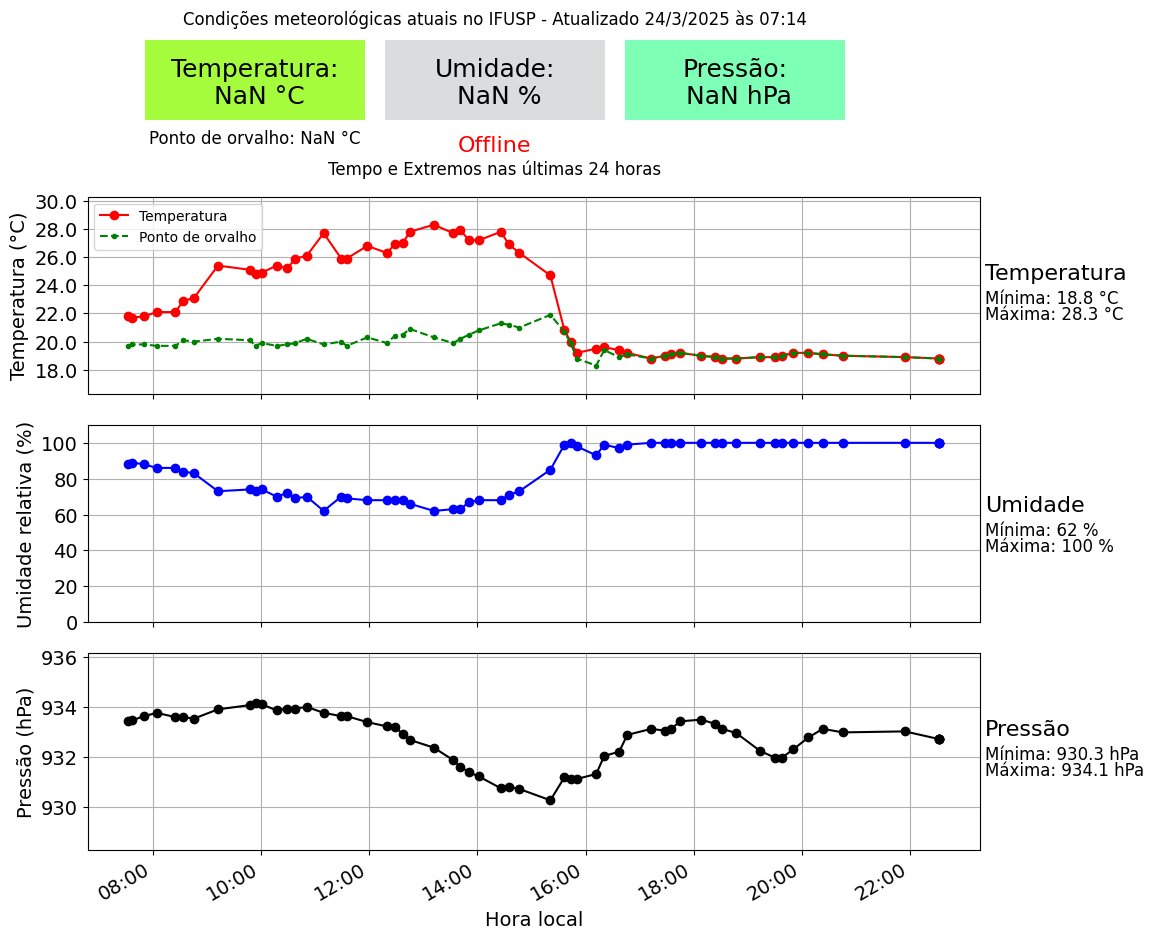 Condições meteorológicas atuais no IFUSP - Atualizado 24/3/2025 às 07:14
Temperatura:
NaN °C
Umidade:
NaN %
Pressão:
NaN hPa
Ponto de orvalho: NaN °C
Offline
Tempo e Extremos nas últimas 24 horas
Temperatura (°C)
30.0
28.0
26.0
24.0
22.0
20.0
18.0
Temperatura
Ponto de orvalho
Temperatura
Mínima: 18.8 °C
Máxima: 28.3 °C
Umidade relativa (%)
100
80
60
40
20
0
Umidade
Mínima: 62 %
Máxima: 100 %
Pressão (hPa)
936
934
932
930
Pressão
Mínima: 930.3 hPa
Máxima: 934.1 hPa
08:00
10:00
12:00
14:00
16:00
18:00
20:00
22:00
Hora local